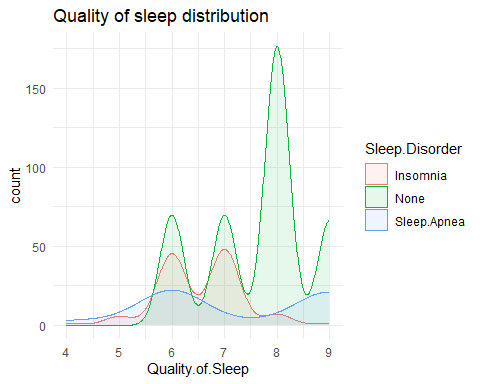 Quality of sleep distribution
150
100
50
0
count
4 5 6 7 8 9
Quality.of.Sleep
Sleep.Disorder
Insomnia
None
Sleep.Apnea